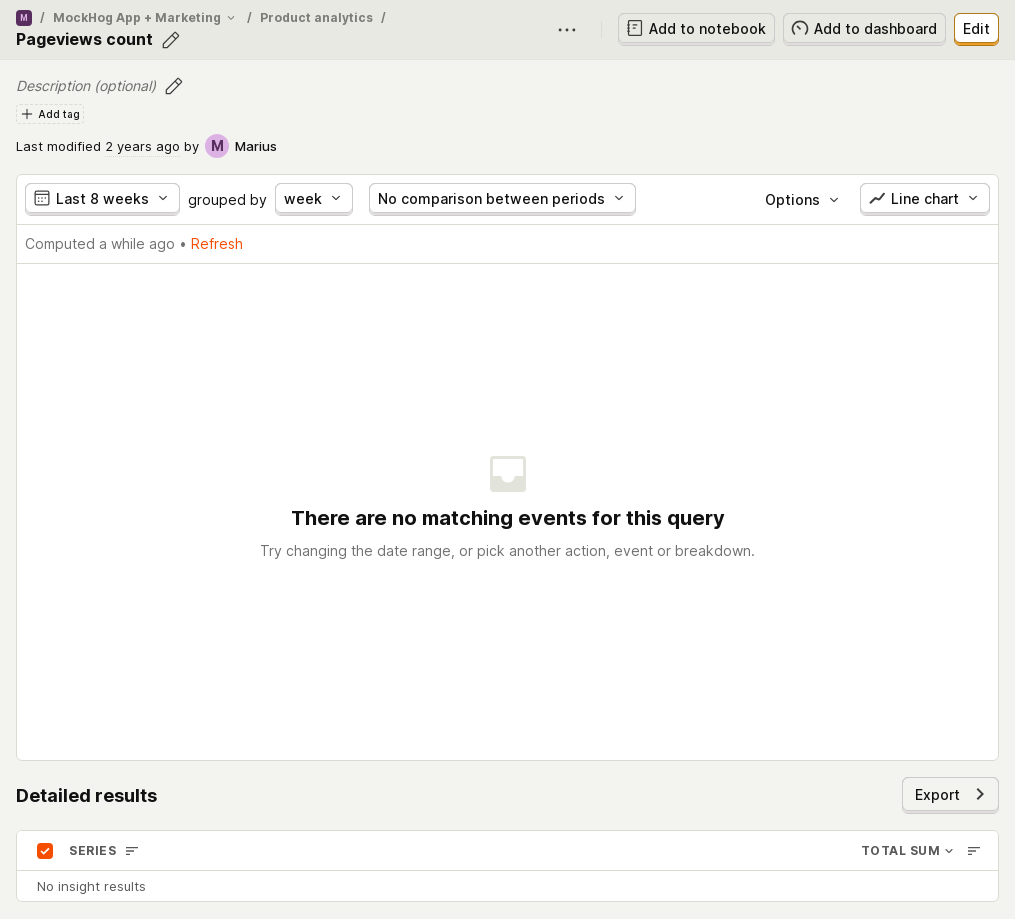 M / MockHog App + Marketing / Product analytics /
Pageviews count
Add to notebook
Add to dashboard
Edit
Description (optional)
Add tag
Last modified 2 years ago by M Marius
Last 8 weeks grouped by week No comparison between periods Options Line chart
Computed a while ago • Refresh
There are no matching events for this query
Try changing the date range, or pick another action, event or breakdown.
Detailed results
Export
SERIES TOTAL SUM
No insight results